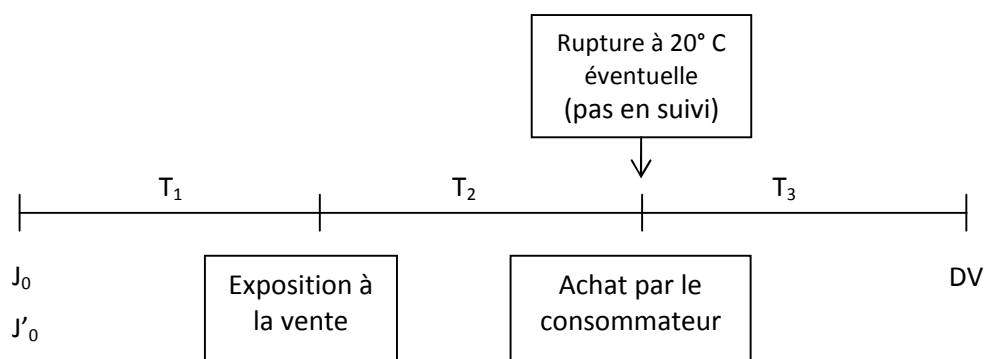 Rupture à 20° C
éventuelle
(pas en suivi)
T₁
T₂
T₃
J₀
J'₀
Exposition à
la vente
Achat par le
consommateur
DV